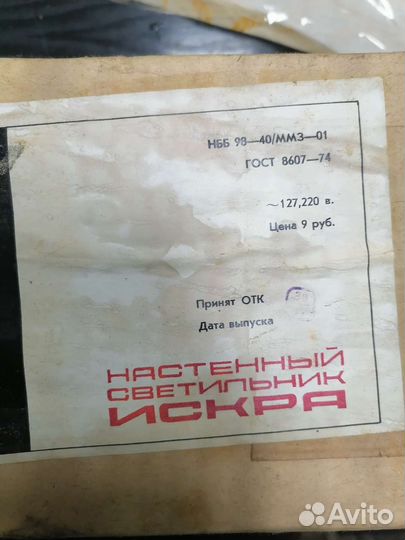 НББ 98—40/ММЗ—01
ГОСТ 8607—74
~127,220 в.
Цена 9 руб.
Принят ОТК
Дата выпуска
НАСТЕННЫЙ
СВЕТИЛЬНИК
ИСКРА
Avito